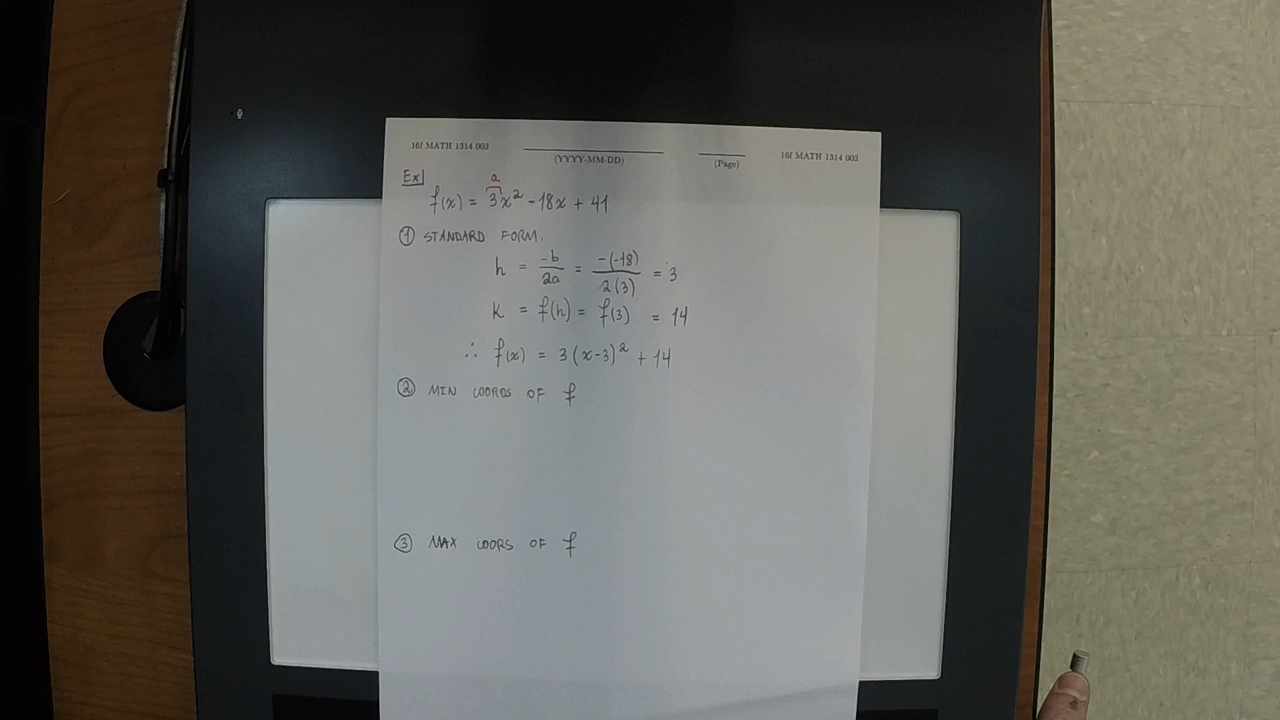 16f MATH 1314 003 (YYYY-MM-DD) (Page) 16f MATH 1314 003
Ex
a
f(x) = 3x² - 18x + 41
① STANDARD FORM.
h = -b/2a = -(-18)/2(3) = 3
K = f(h) = f(3) = 14
∴ f(x) = 3(x-3)² + 14
② MIN COORDS OF f
③ MAX COORS OF f